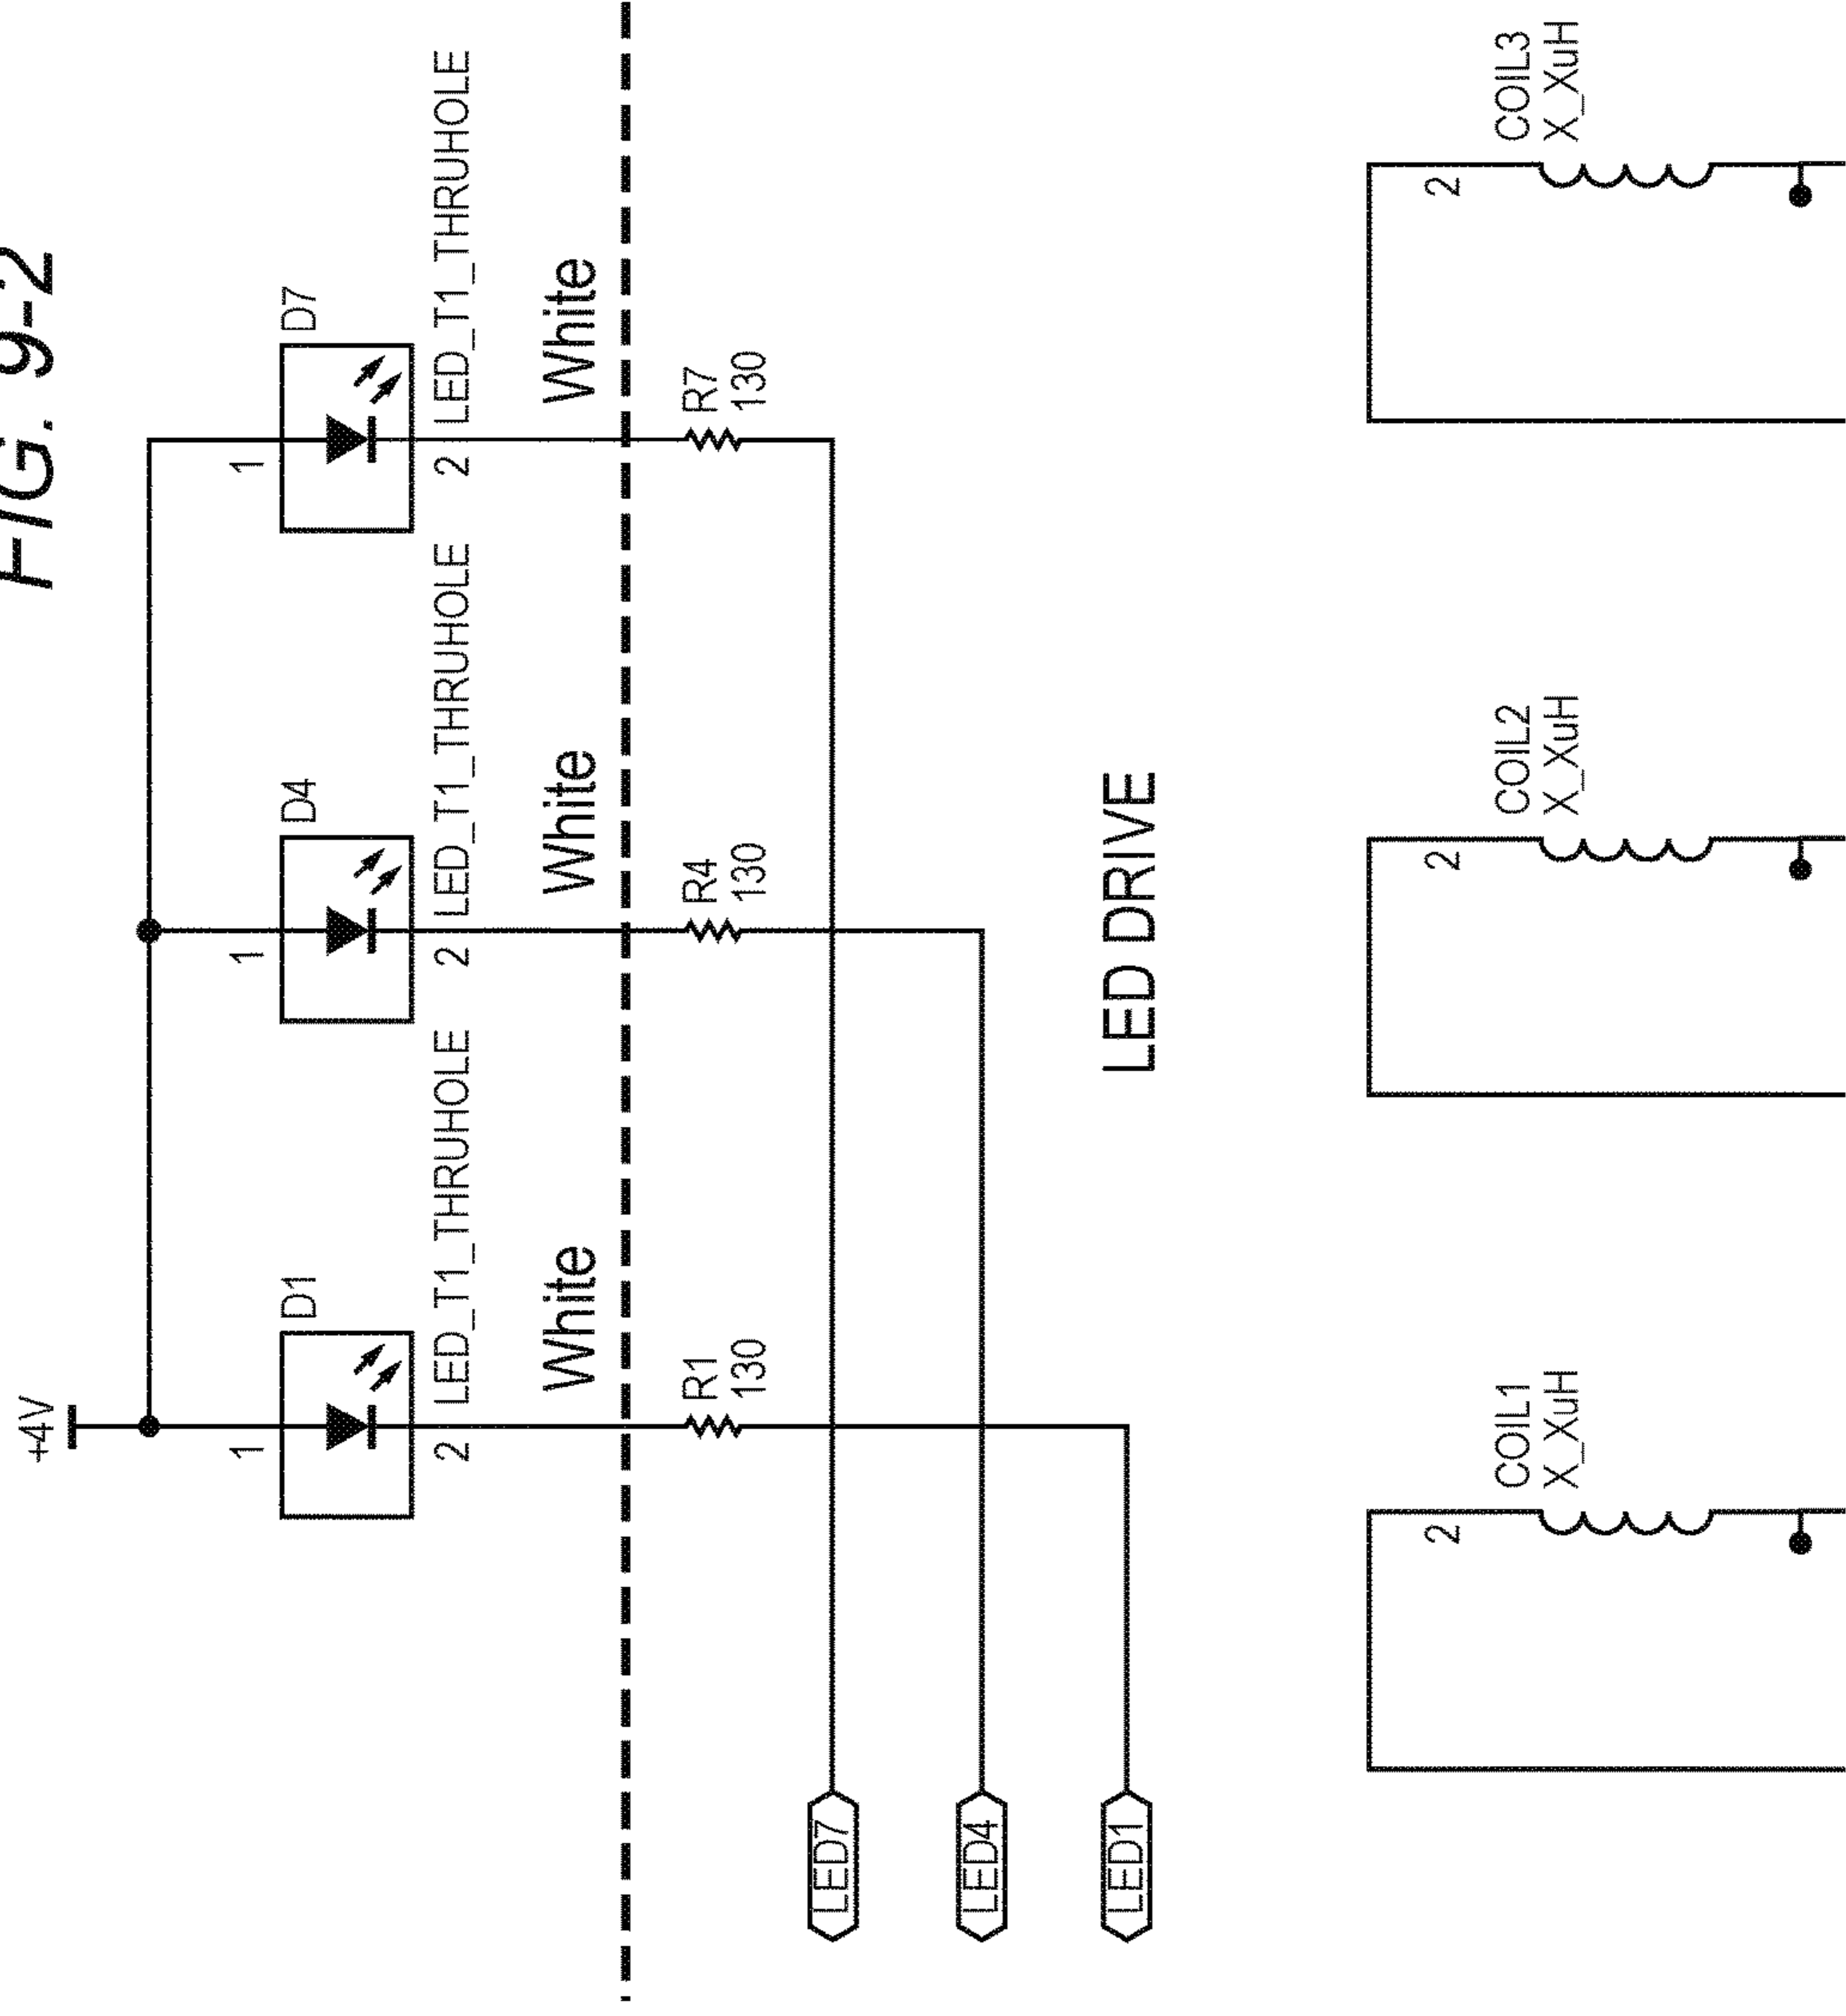 FIG. 9-2
+4V
1
D1
2
LED_T1_THRUHOLE
White
1
D4
2
LED_T1_THRUHOLE
White
1
D7
2
LED_T1_THRUHOLE
White
R1
130
R4
130
R7
130
LED7
LED4
LED1
LED DRIVE
2
COIL1
X_XuH
2
COIL2
X_XuH
2
COIL3
X_XuH